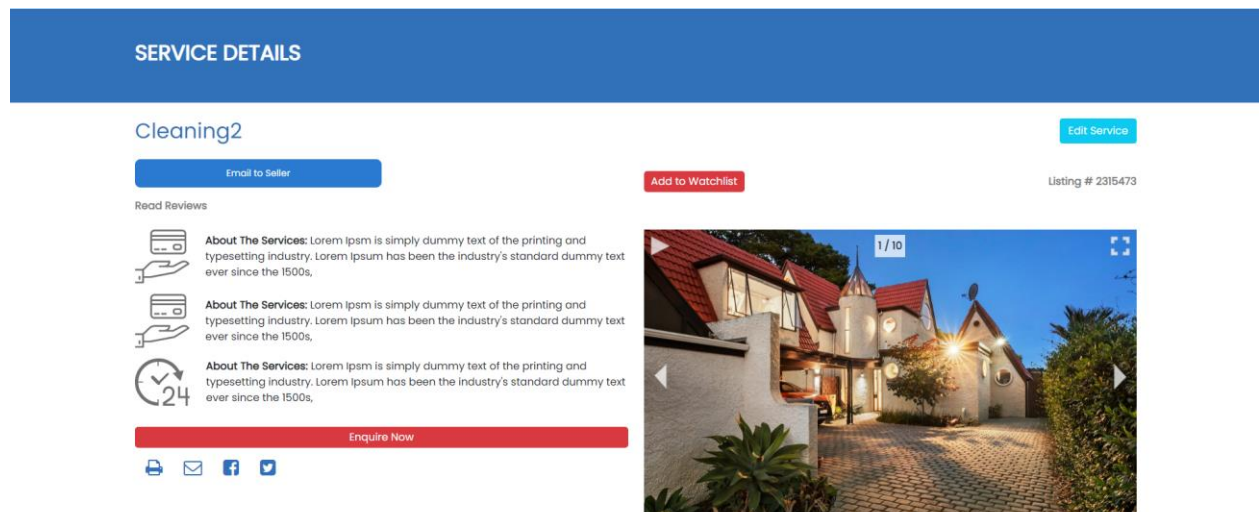 SERVICE DETAILS
Cleaning2
Edit Service
Email to Seller
Add to Watchlist
Listing # 2315473
Read Reviews
About The Services: Lorem Ipsm is simply dummy text of the printing and
typesetting industry. Lorem Ipsum has been the industry's standard dummy text
ever since the 1500s,
About The Services: Lorem Ipsm is simply dummy text of the printing and
typesetting industry. Lorem Ipsum has been the industry's standard dummy text
ever since the 1500s,
24
About The Services: Lorem Ipsm is simply dummy text of the printing and
typesetting industry. Lorem Ipsum has been the industry's standard dummy text
ever since the 1500s,
Enquire Now
1 / 10